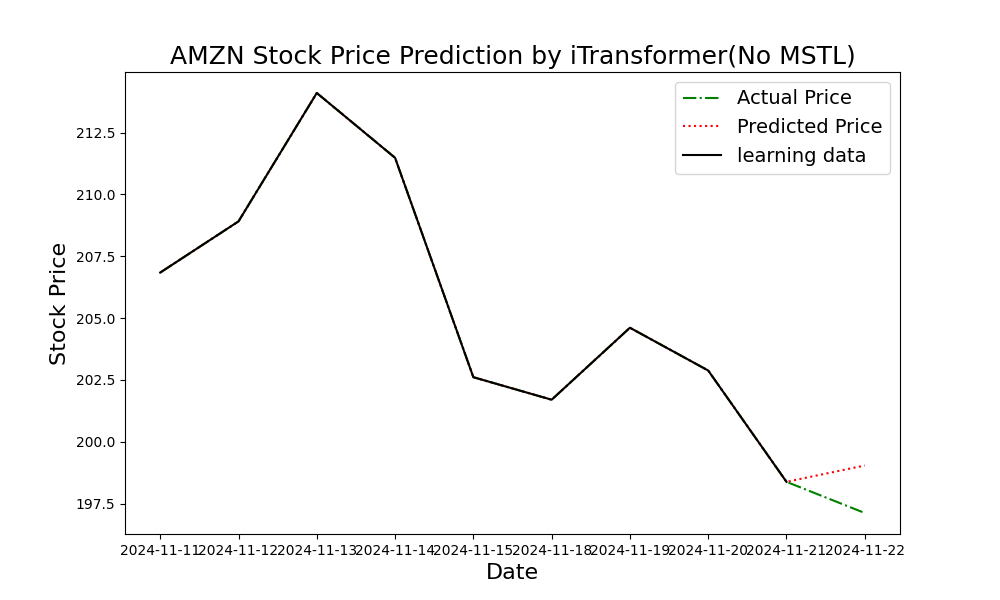 AMZN Stock Price Prediction by iTransformer(No MSTL)
Actual Price
Predicted Price
learning data
212.5
210.0
207.5
205.0
202.5
200.0
197.5
Stock Price
2024-11-11 2024-11-12 2024-11-13 2024-11-14 2024-11-15 2024-11-18 2024-11-19 2024-11-20 2024-11-21 2024-11-22
Date